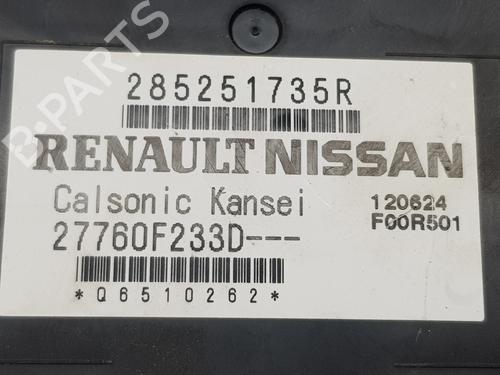 B-PARTS
285251735R
RENAULT NISSAN
Calsonic Kansei
120624
27760F233D---
F00R501
*Q6510262*